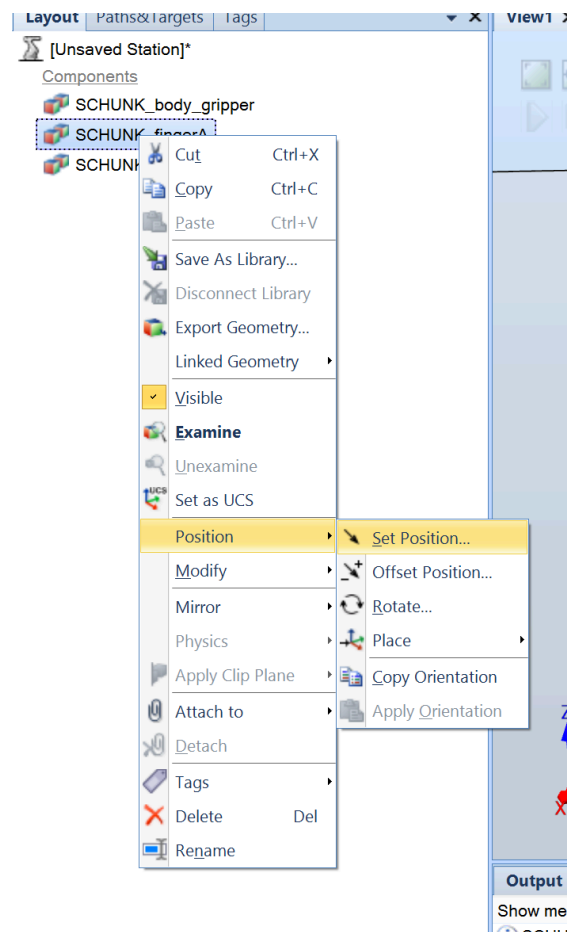 Layout Paths&Targets Tags View1
[Unsaved Station]*
Components
SCHUNK_body_gripper
SCHUNK_fingerA
SCHUNK
Cut Ctrl+X
Copy Ctrl+C
Paste Ctrl+V
Save As Library...
Disconnect Library
Export Geometry...
Linked Geometry
Visible
Examine
Unexamine
UCS Set as UCS
Position
Set Position...
Modify
Offset Position...
Mirror
Rotate...
Physics
Place
Apply Clip Plane
Copy Orientation
Attach to
Apply Orientation
Detach
Z
Tags
X
Delete Del
Rename
Output
Show me